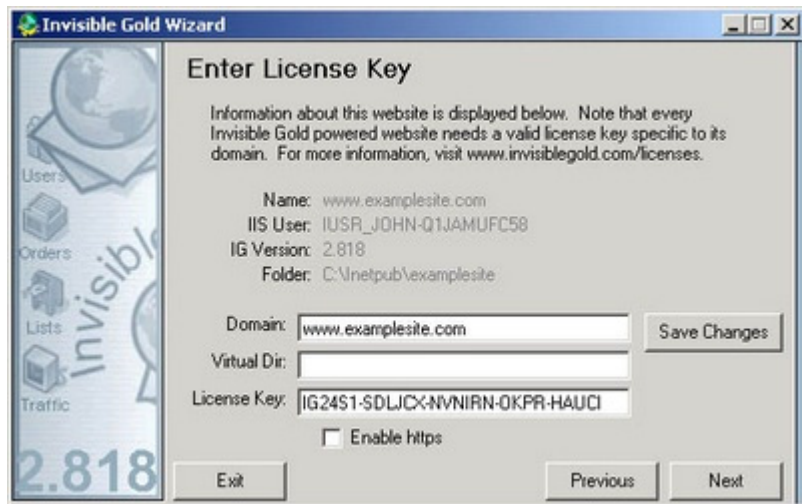 Invisible Gold Wizard
Enter License Key
Information about this website is displayed below. Note that every
Invisible Gold powered website needs a valid license key specific to its
domain. For more information, visit www.invisiblegold.com/licenses.
Name: www.examplesite.com
IIS User: IUSR_JOHN-Q1JAMUFC58
IG Version: 2.818
Folder: C:\Inetpub\examplesite
Domain: www.examplesite.com
Save Changes
Virtual Dir:
License Key: IG24S1-SDLJCX-NVNIRN-OKPR-HAUCI
Enable https
Exit
Previous
Next
Users
Orders
Lists
Traffic
Invisible
2.818